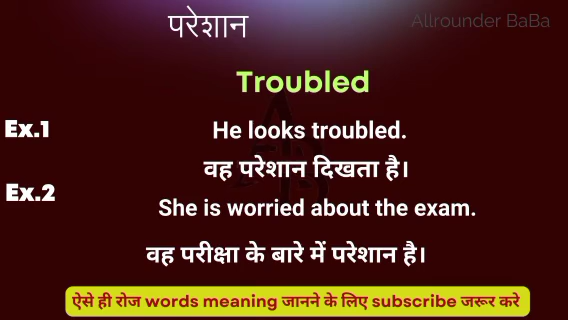 परेशान
Allrounder BaBa
Troubled
Ex.1
He looks troubled.
वह परेशान दिखता है।
Ex.2
She is worried about the exam.
वह परीक्षा के बारे में परेशान है।
ऐसे ही रोज words meaning जानने के लिए subscribe जरूर करे